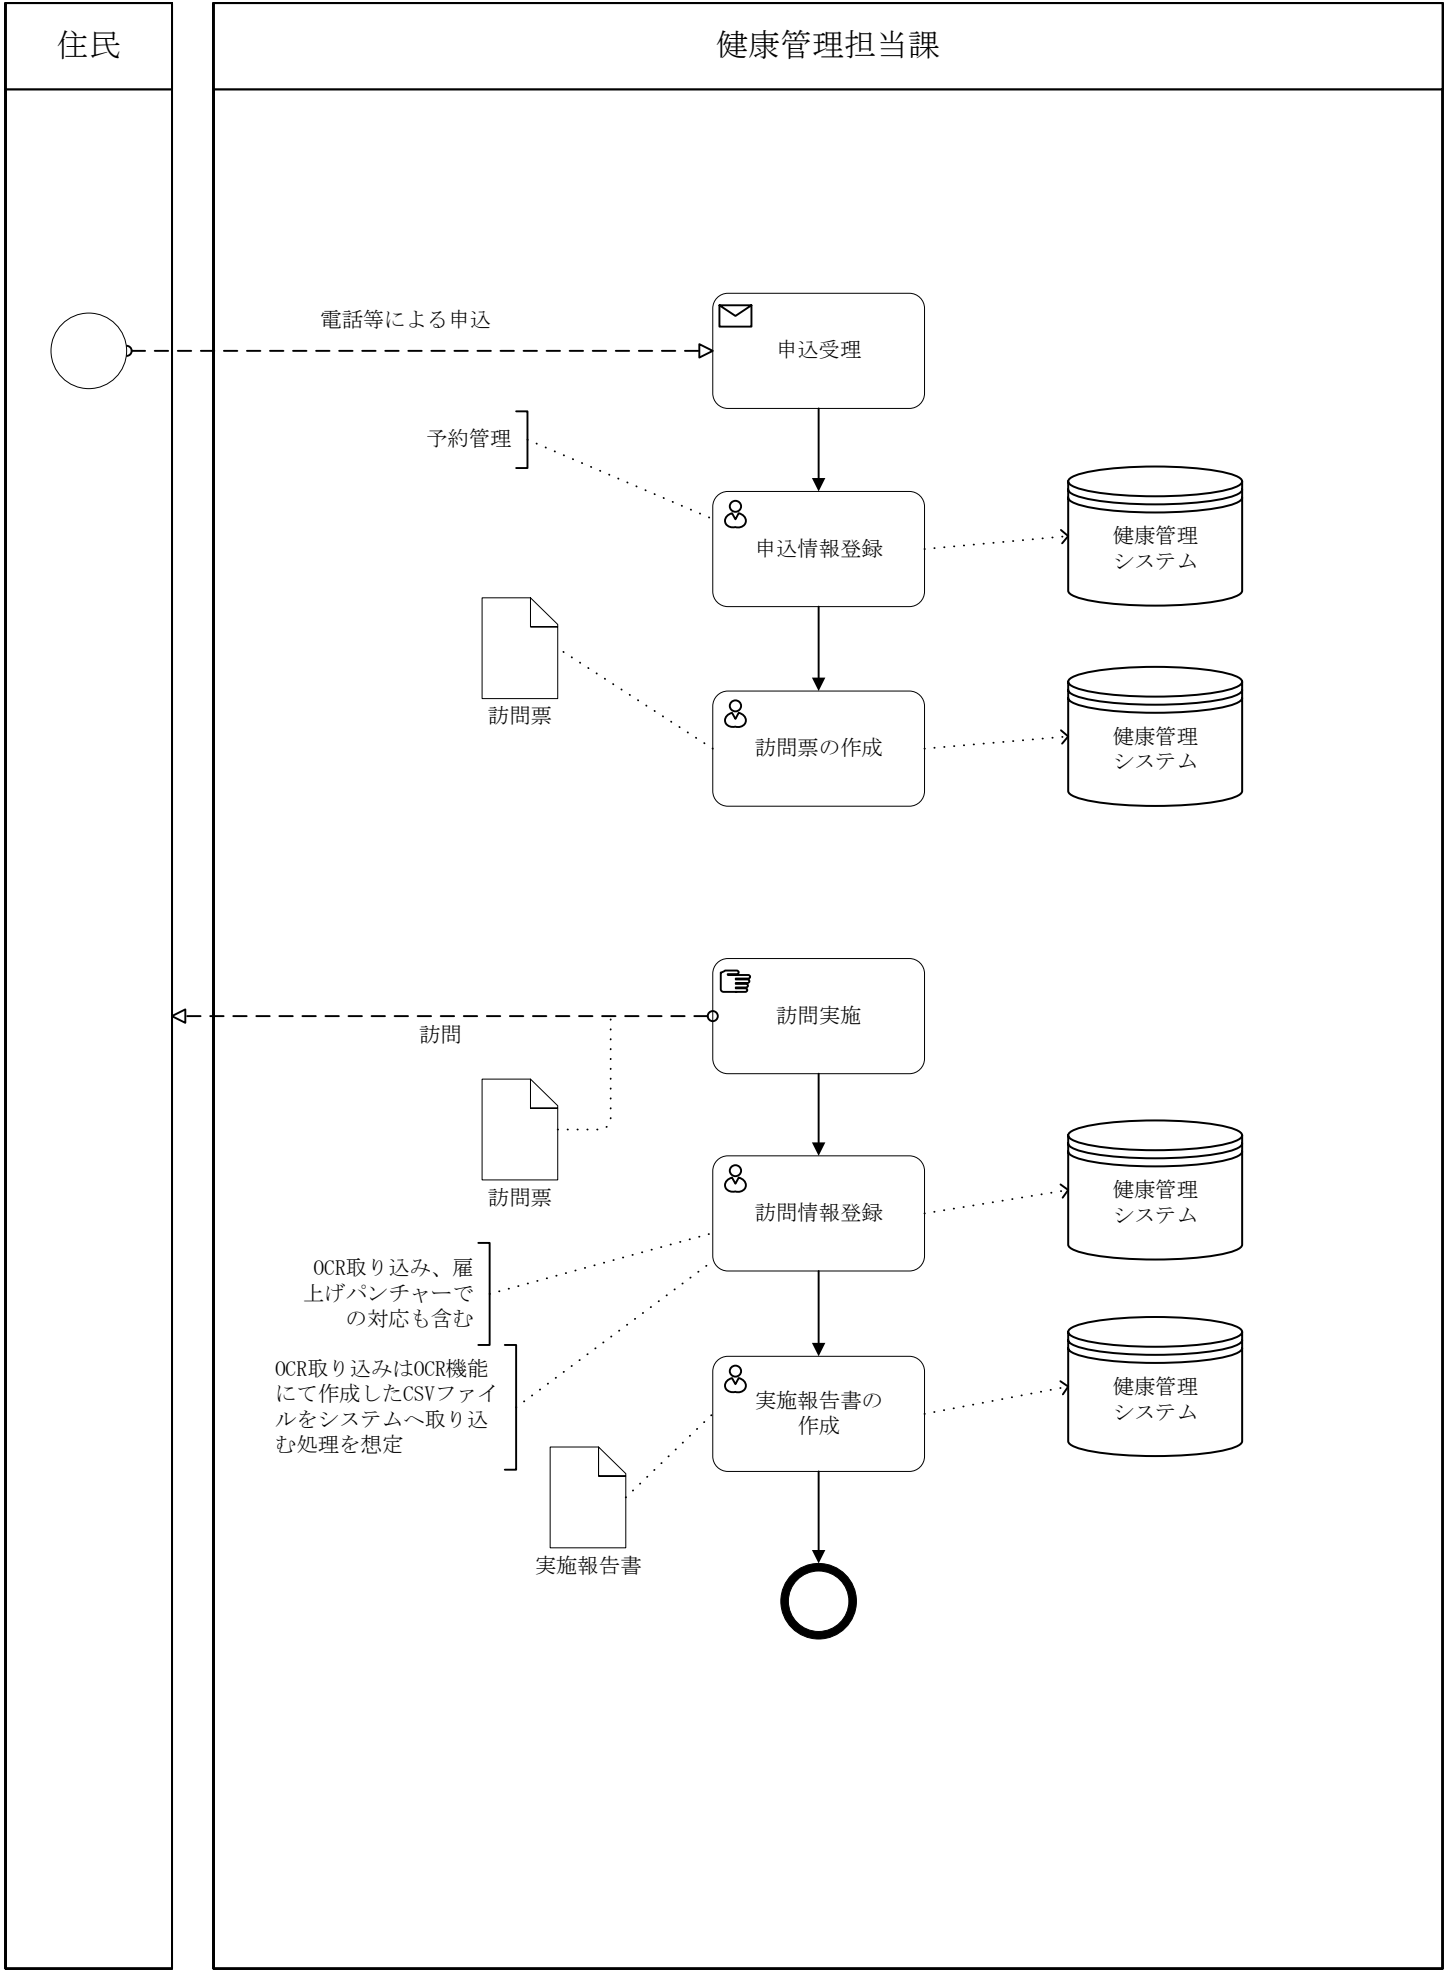 住民
健康管理担当課
電話等による申込
申込受理
予約管理
申込情報登録
健康管理
システム
訪問票
訪問票の作成
健康管理
システム
訪問実施
訪問
訪問票
訪問情報登録
健康管理
システム
OCR取り込み、雇
上げパンチャーで
の対応も含む
OCR取り込みはOCR機能
にて作成したCSVファイ
ルをシステムへ取り込
む処理を想定
実施報告書の
作成
健康管理
システム
実施報告書